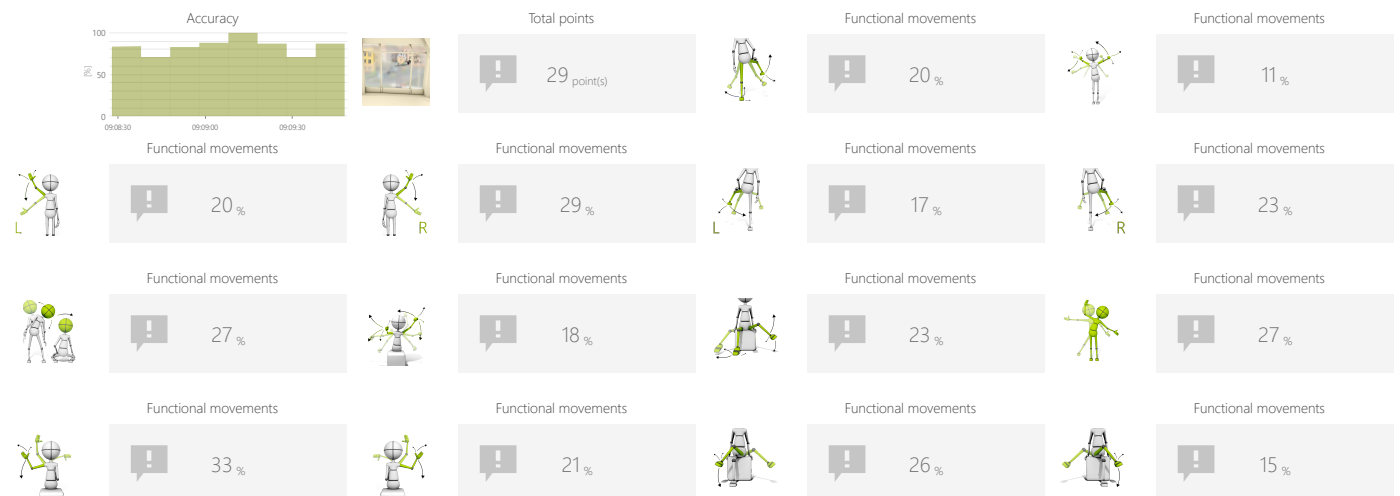 Accuracy
Total points
Functional movements
Functional movements
100
[%]
50
0
09:08:30
09:09:00
09:09:30
29 point(s)
20 %
11 %
Functional movements
Functional movements
Functional movements
Functional movements
L
20 %
R
29 %
L
17 %
R
23 %
Functional movements
Functional movements
Functional movements
Functional movements
27 %
18 %
23 %
27 %
Functional movements
Functional movements
Functional movements
Functional movements
33 %
21 %
26 %
15 %